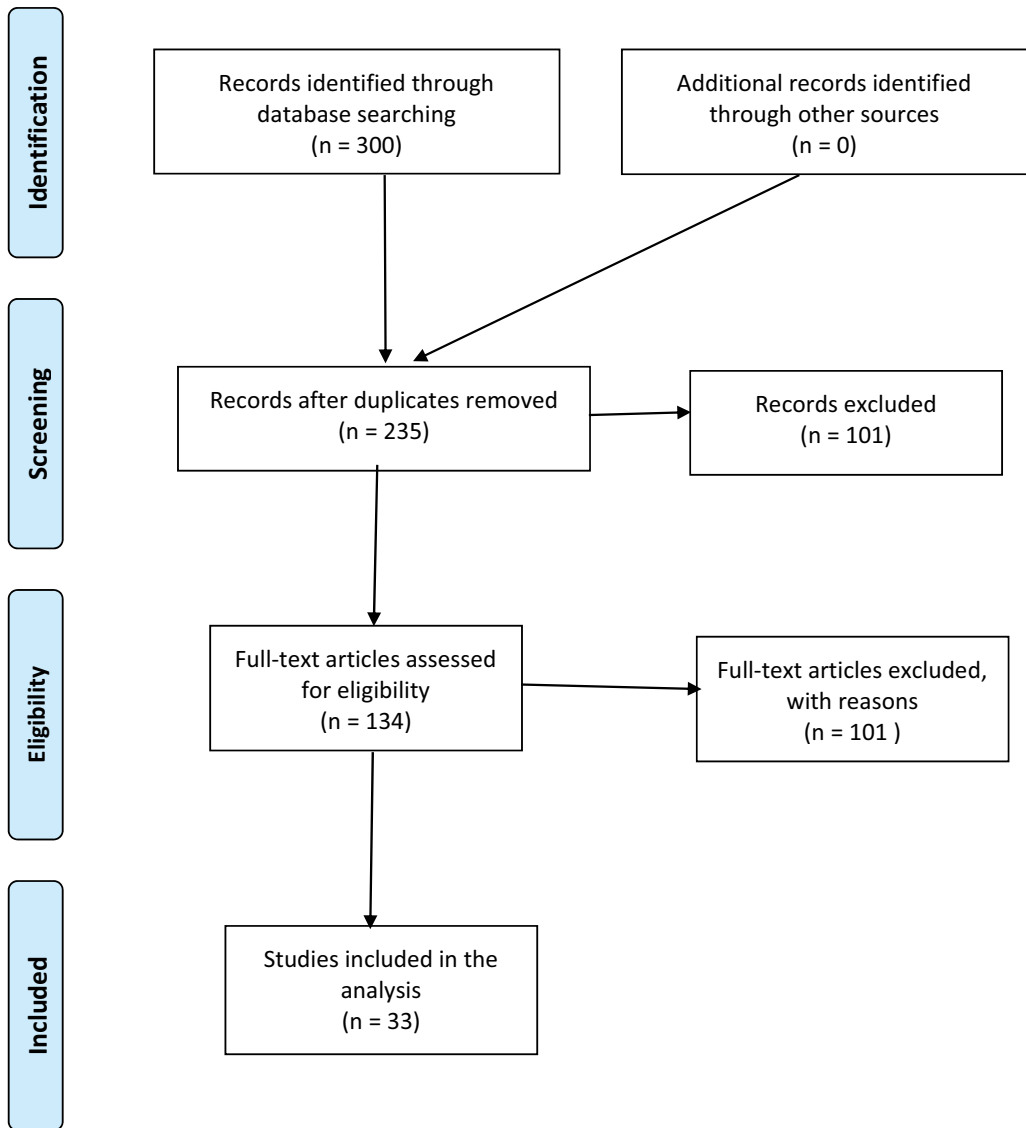 Identification
Records identified through
database searching
(n = 300)
Additional records identified
through other sources
(n = 0)
Screening
Records after duplicates removed
(n = 235)
Records excluded
(n = 101)
Eligibility
Full-text articles assessed
for eligibility
(n = 134)
Full-text articles excluded,
with reasons
(n = 101 )
Included
Studies included in the
analysis
(n = 33)